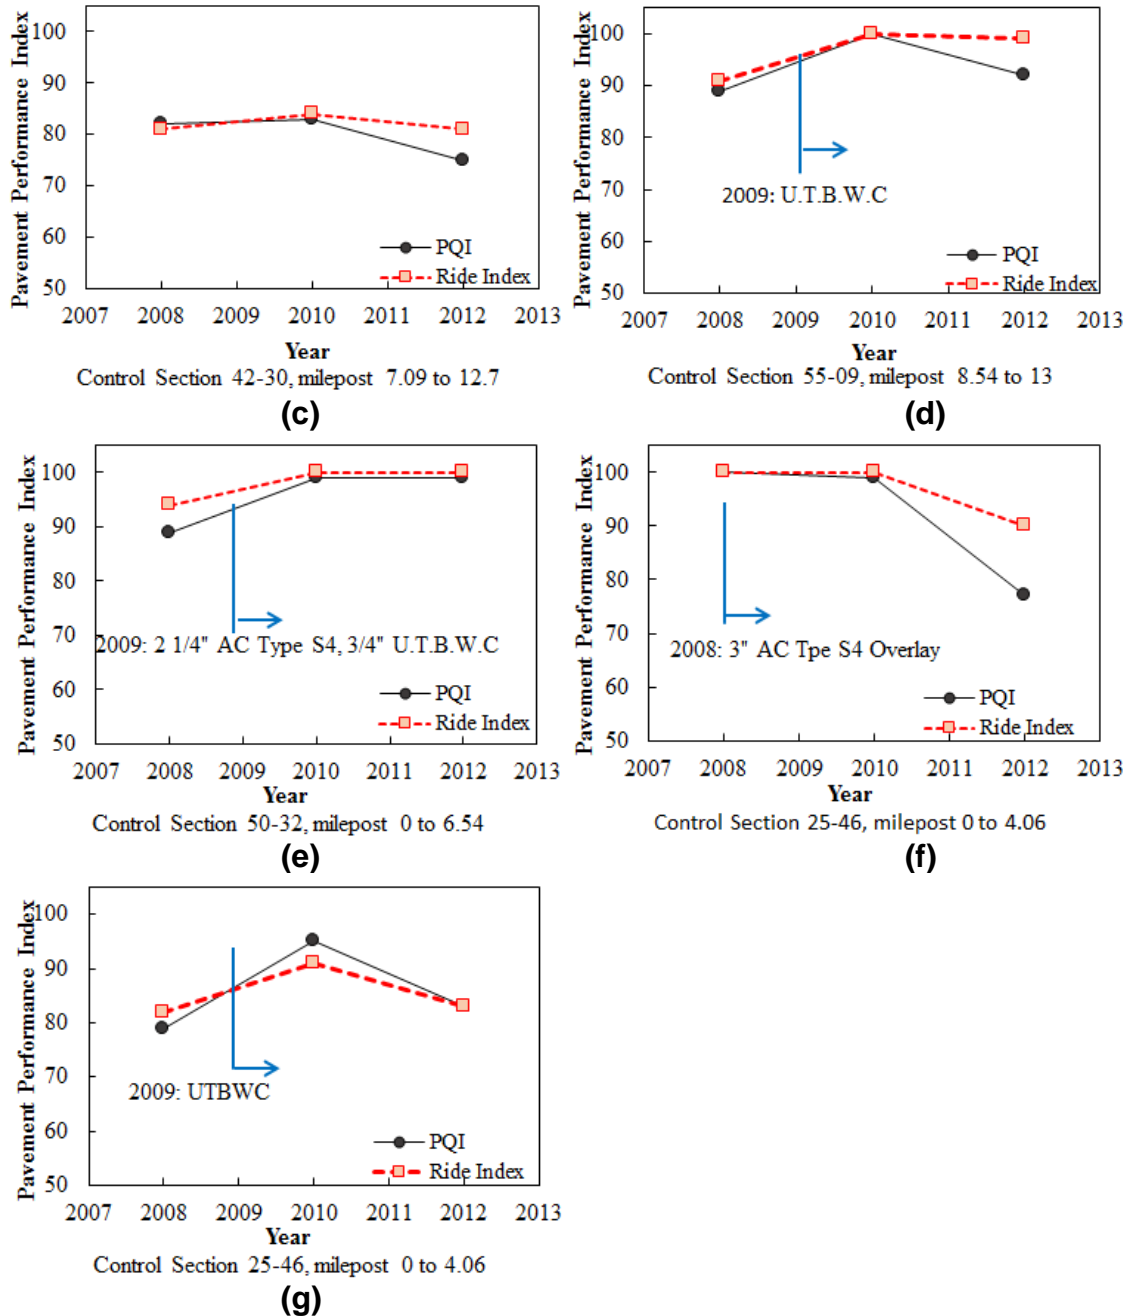 Pavement Performance Index
100
90
80
70
60
50
PQI
Ride Index
2007 2008 2009 2010 2011 2012 2013
Year
Control Section 42-30, milepost 7.09 to 12.7
(c)
Pavement Performance Index
100
90
80
70
60
50
2009: U.T.B.W.C
PQI
Ride Index
2007 2008 2009 2010 2011 2012 2013
Year
Control Section 55-09, milepost 8.54 to 13
(d)
Pavement Performance Index
100
90
80
70
60
50
2009: 2 1/4" AC Type S4, 3/4" U.T.B.W.C
PQI
Ride Index
2007 2008 2009 2010 2011 2012 2013
Year
Control Section 50-32, milepost 0 to 6.54
(e)
Pavement Performance Index
100
90
80
70
60
50
2008: 3" AC Tpe S4 Overlay
PQI
Ride Index
2007 2008 2009 2010 2011 2012 2013
Year
Control Section 25-46, milepost 0 to 4.06
(f)
Pavement Performance Index
100
90
80
70
60
50
2009: UTBWC
PQI
Ride Index
2007 2008 2009 2010 2011 2012 2013
Year
Control Section 25-46, milepost 0 to 4.06
(g)